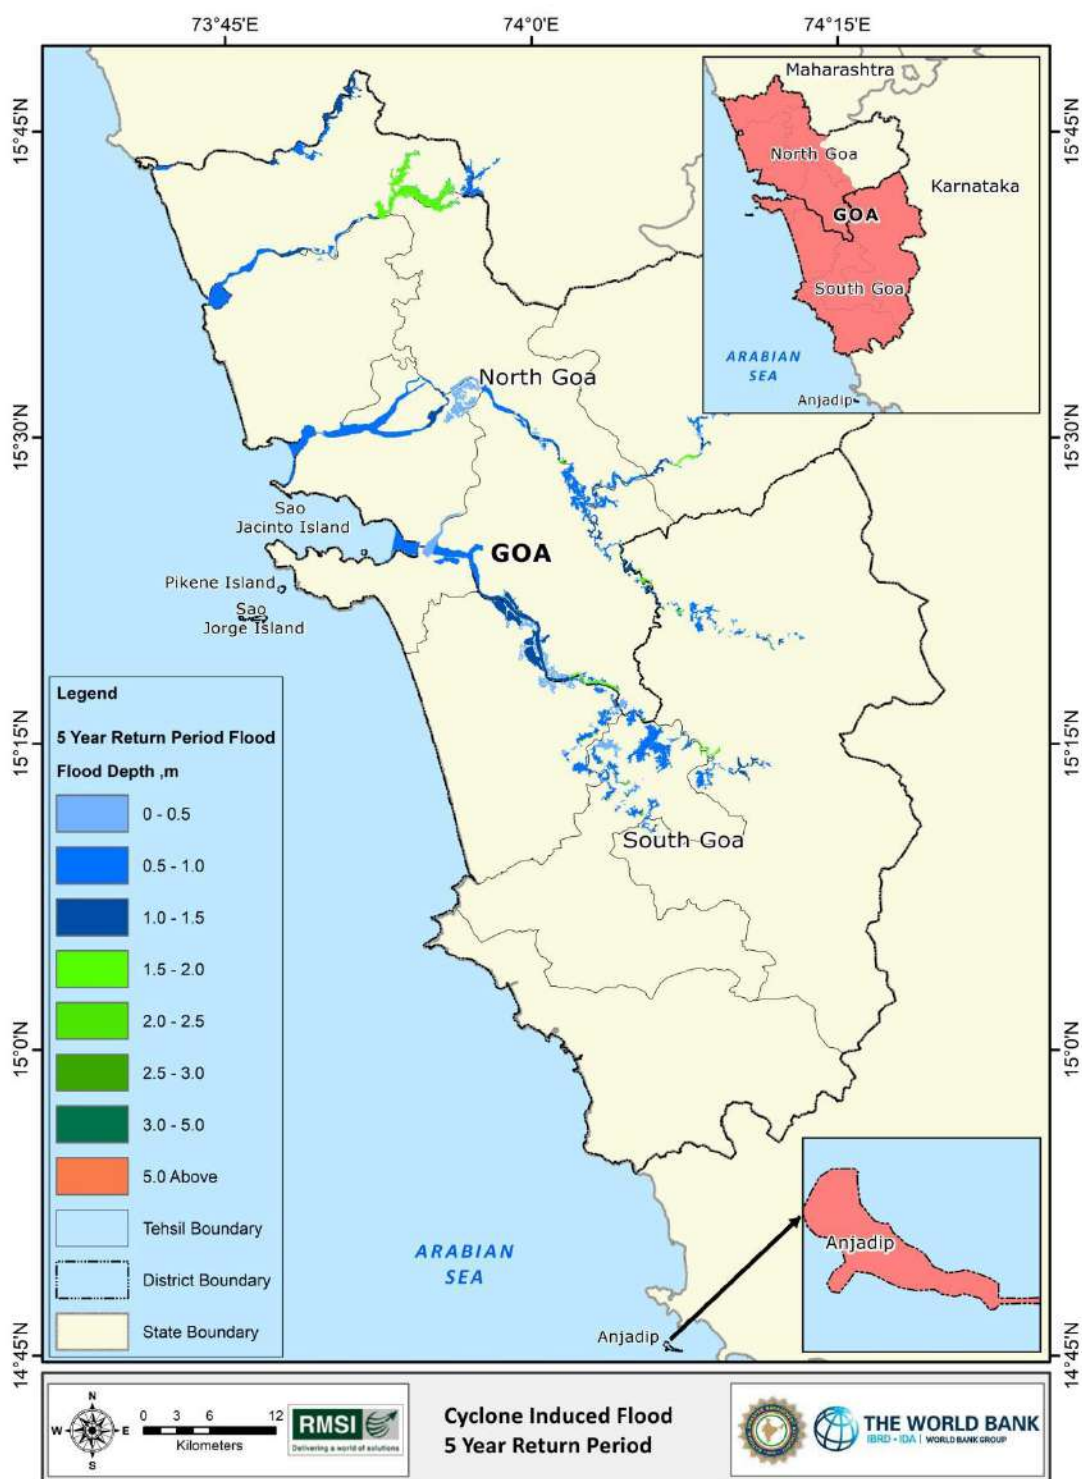 73°45'E 74°0'E 74°15'E
15°45'N
15°30'N
15°15'N
15°0'N
14°45'N
15°45'N
15°30'N
15°15'N
15°0'N
14°45'N
Maharashtra
North Goa
Karnataka
GOA
South Goa
ARABIAN
SEA
Anjadip
North Goa
Sao
Jacinto Island
GOA
Pikene Island
Sao
Jorge Island
South Goa
Legend
5 Year Return Period Flood
Flood Depth ,m
0 - 0.5
0.5 - 1.0
1.0 - 1.5
1.5 - 2.0
2.0 - 2.5
2.5 - 3.0
3.0 - 5.0
5.0 Above
Tehsil Boundary
District Boundary
State Boundary
ARABIAN
SEA
Anjadip
Anjadip
N
W E
S
0 3 6 12
Kilometers
RMSI
Delivering a world of solutions
Cyclone Induced Flood
5 Year Return Period
THE WORLD BANK
IBRD • IDA | WORLD BANK GROUP